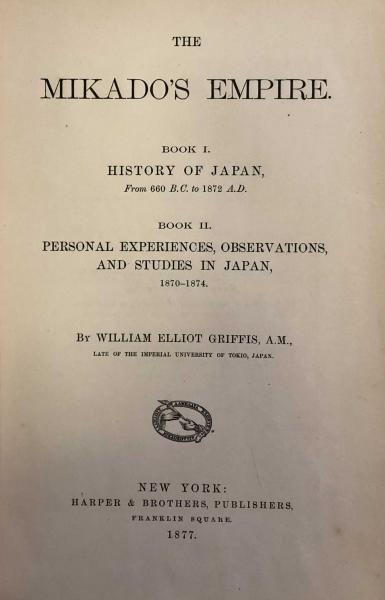 THE
MIKADO'S EMPIRE.
BOOK I.
HISTORY OF JAPAN,
From 660 B.C. to 1872 A.D.
BOOK II.
PERSONAL EXPERIENCES, OBSERVATIONS,
AND STUDIES IN JAPAN,
1870–1874.
BY WILLIAM ELLIOT GRIFFIS, A.M.,
LATE OF THE IMPERIAL UNIVERSITY OF TOKIO, JAPAN.
NEW YORK:
HARPER & BROTHERS, PUBLISHERS,
FRANKLIN SQUARE.
1877.